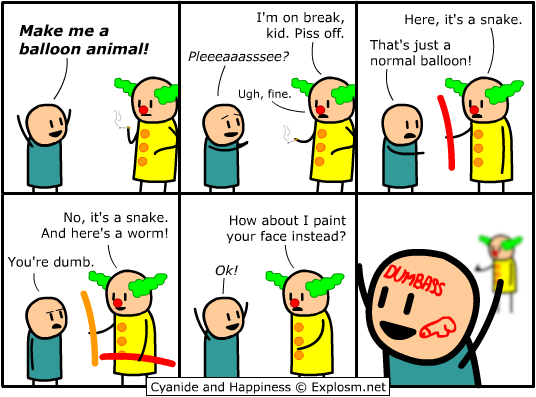 Make me a
balloon animal!
I'm on break,
kid. Piss off.
Pleeeaaasssee?
Ugh, fine.
Here, it's a snake.
That's just a
normal balloon!
No, it's a snake.
And here's a worm!
You're dumb.
How about I paint
your face instead?
Ok!
DUMBASS
Cyanide and Happiness © Explosm.net